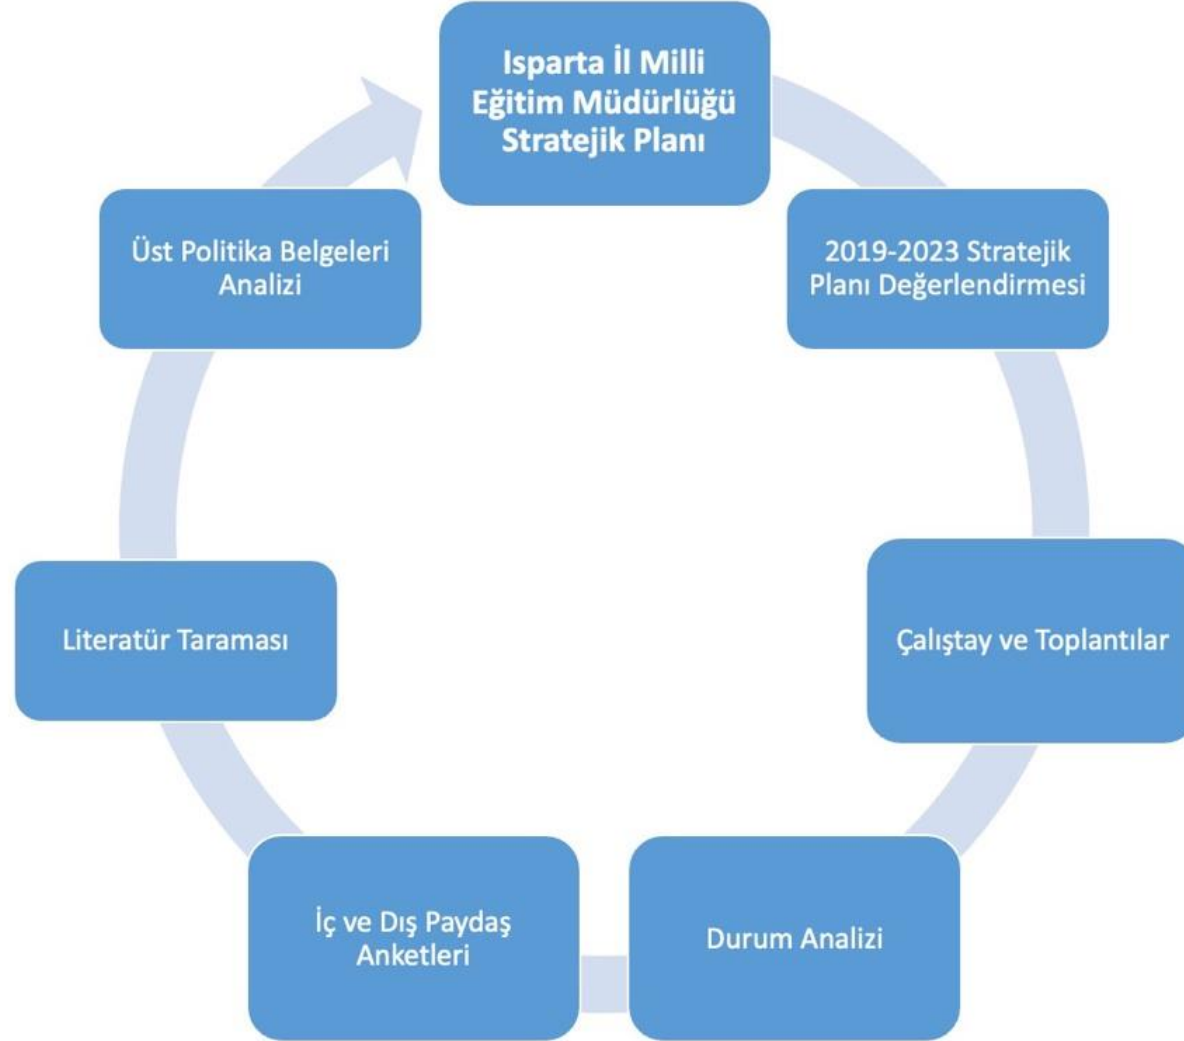 Isparta İl Milli
Eğitim Müdürlüğü
Stratejik Planı
2019-2023 Stratejik
Planı Değerlendirmesi
Çalıştay ve Toplantılar
Durum Analizi
İç ve Dış Paydaş
Anketleri
Literatür Taraması
Üst Politika Belgeleri
Analizi